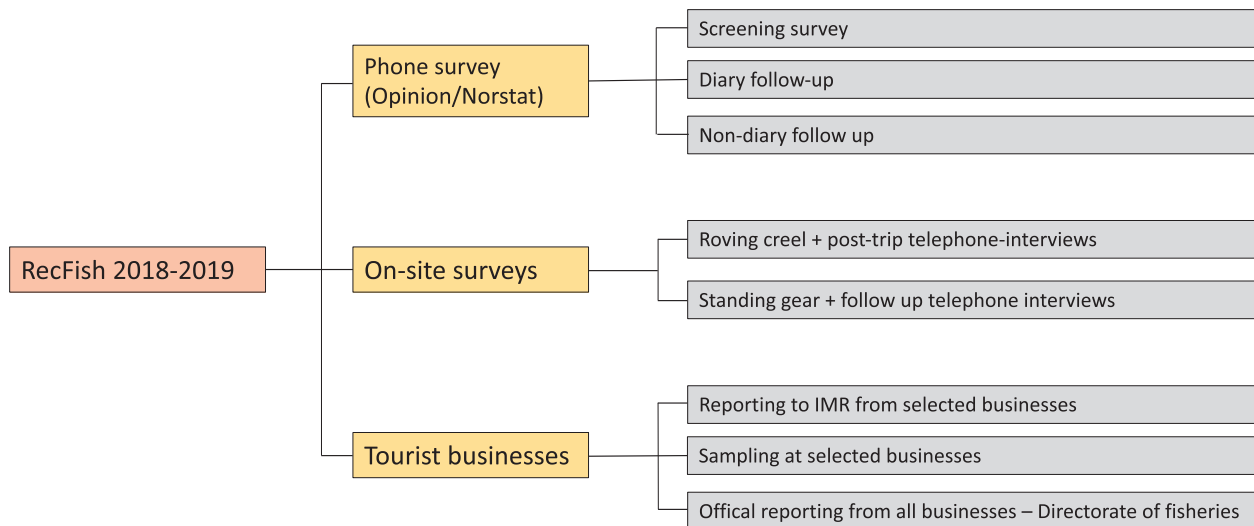 RecFish 2018-2019
Phone survey
(Opinion/Norstat)
Screening survey
Diary follow-up
Non-diary follow up
On-site surveys
Roving creel + post-trip telephone-interviews
Standing gear + follow up telephone interviews
Tourist businesses
Reporting to IMR from selected businesses
Sampling at selected businesses
Offical reporting from all businesses – Directorate of fisheries